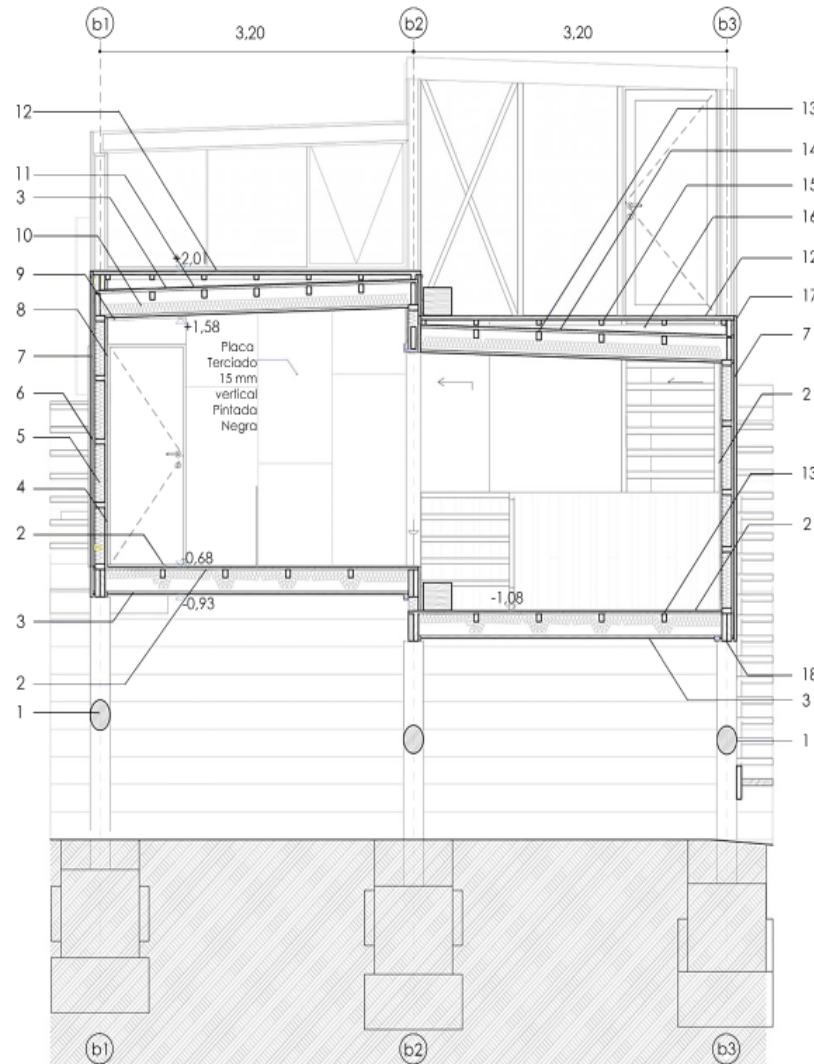 b1
b2
b3
3,20
3,20
12
11
3
10
9
8
7
6
5
4
2
3
2
1
+2,01
+1,58
Placa
Terciado
15 mm
vertical
Pintada
Negra
-0,68
-0,93
-1,08
13
14
15
16
12
17
7
2
13
2
18
3
1
b1
b2
b3